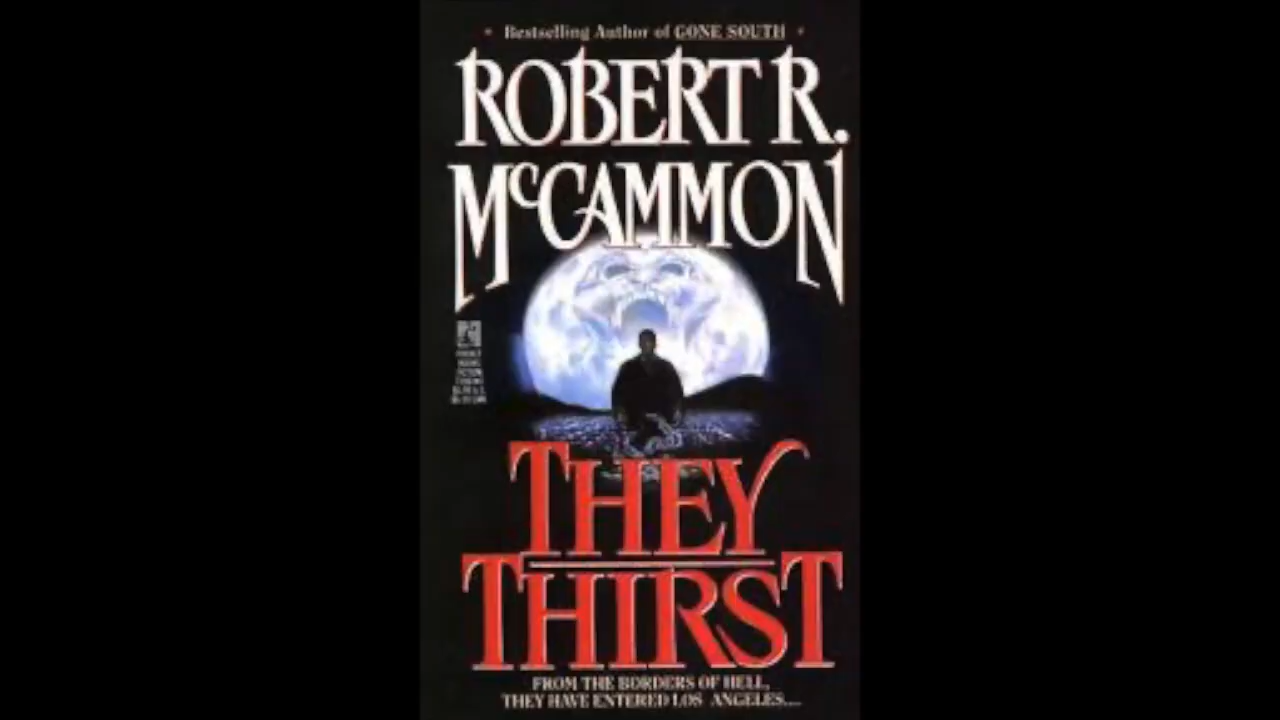 Bestselling Author of GONE SOUTH
ROBERT R.
McCAMMON
THEY
THIRST
FROM THE BORDERS OF HELL,
THEY HAVE ENTERED LOS ANGELES....